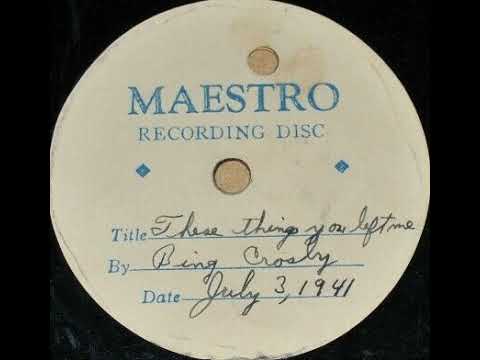 MAESTRO
RECORDING DISC
Title These things you left me
By Bing Crosby
Date July 3, 1941